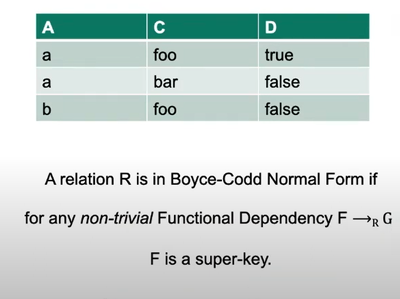 A C D
a foo true
a bar false
b foo false
A relation R is in Boyce-Codd Normal Form if
for any non-trivial Functional Dependency F ⟶R G
F is a super-key.